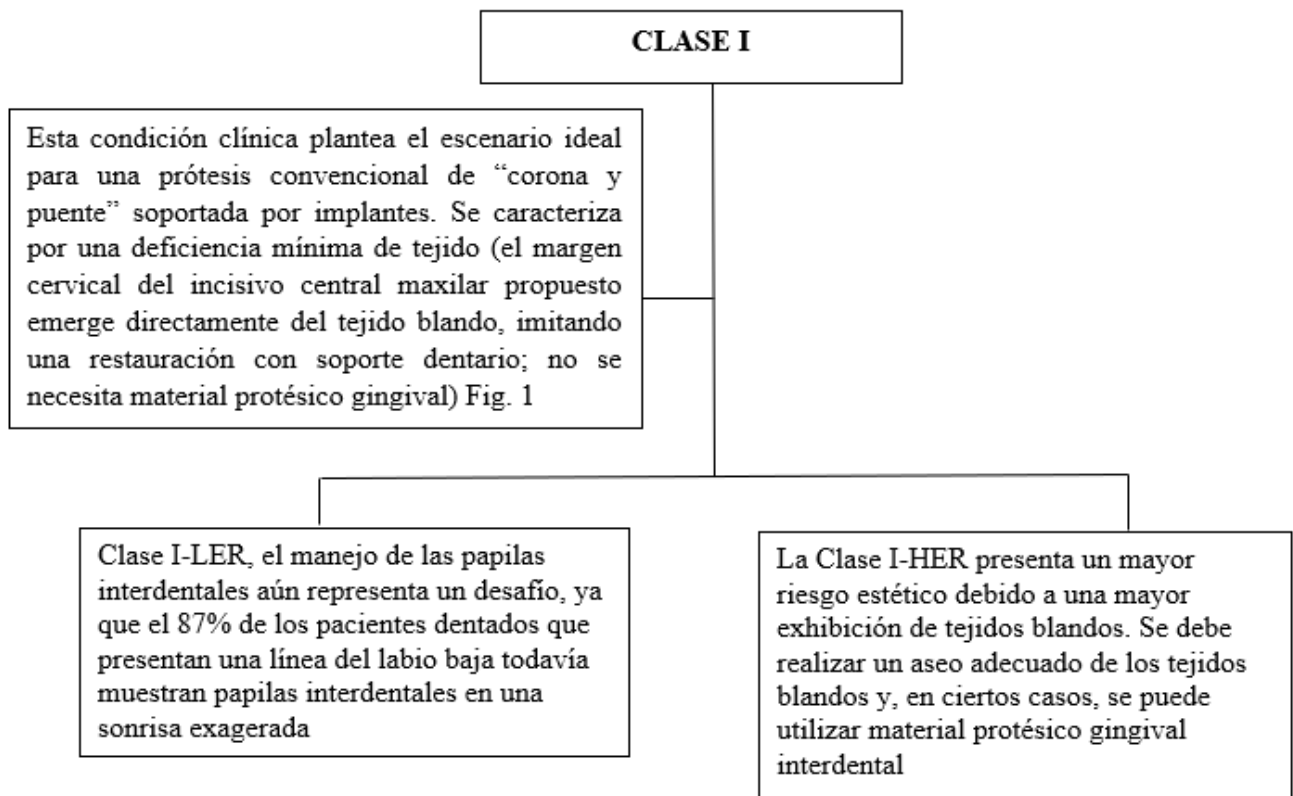 CLASE I
Esta condición clínica plantea el escenario ideal
para una prótesis convencional de “corona y
puente” soportada por implantes. Se caracteriza
por una deficiencia mínima de tejido (el margen
cervical del incisivo central maxilar propuesto
emerge directamente del tejido blando, imitando
una restauración con soporte dentario; no se
necesita material protésico gingival) Fig. 1
Clase I-LER, el manejo de las papilas
interdentales aún representa un desafío, ya
que el 87% de los pacientes dentados que
presentan una línea del labio baja todavía
muestran papilas interdentales en una
sonrisa exagerada
La Clase I-HER presenta un mayor
riesgo estético debido a una mayor
exhibición de tejidos blandos. Se debe
realizar un aseo adecuado de los tejidos
blandos y, en ciertos casos, se puede
utilizar material protésico gingival
interdental